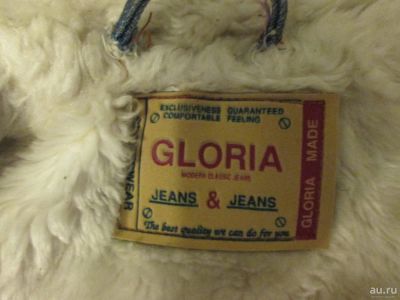 EXCLUSIVENESS GUARANTEED
COMFORTABLE FEELING
GLORIA
MODERN CLASSIC JEANS
JEANS & JEANS
The best quality we can do for you
WEAR
GLORIA MADE
au.ru